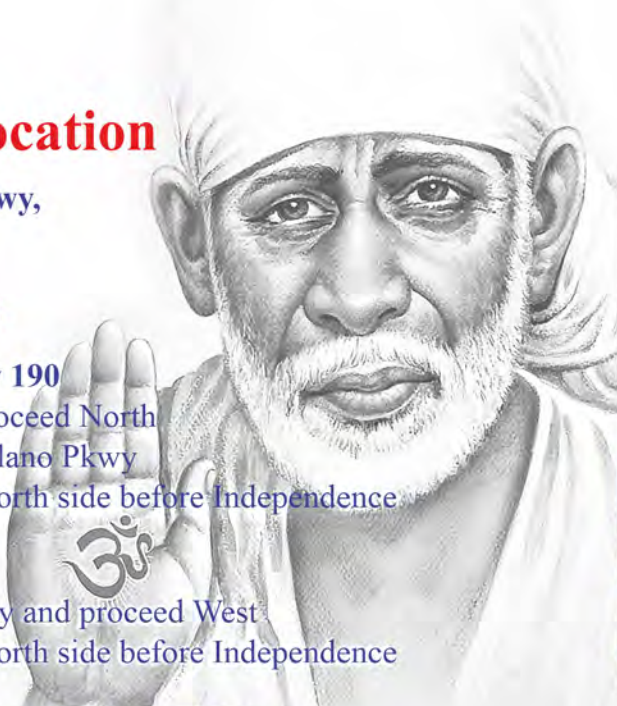 ocation
wy,
190
oceed North
lano Pkwy
orth side before Independence
ॐ
y and proceed West
orth side before Independence